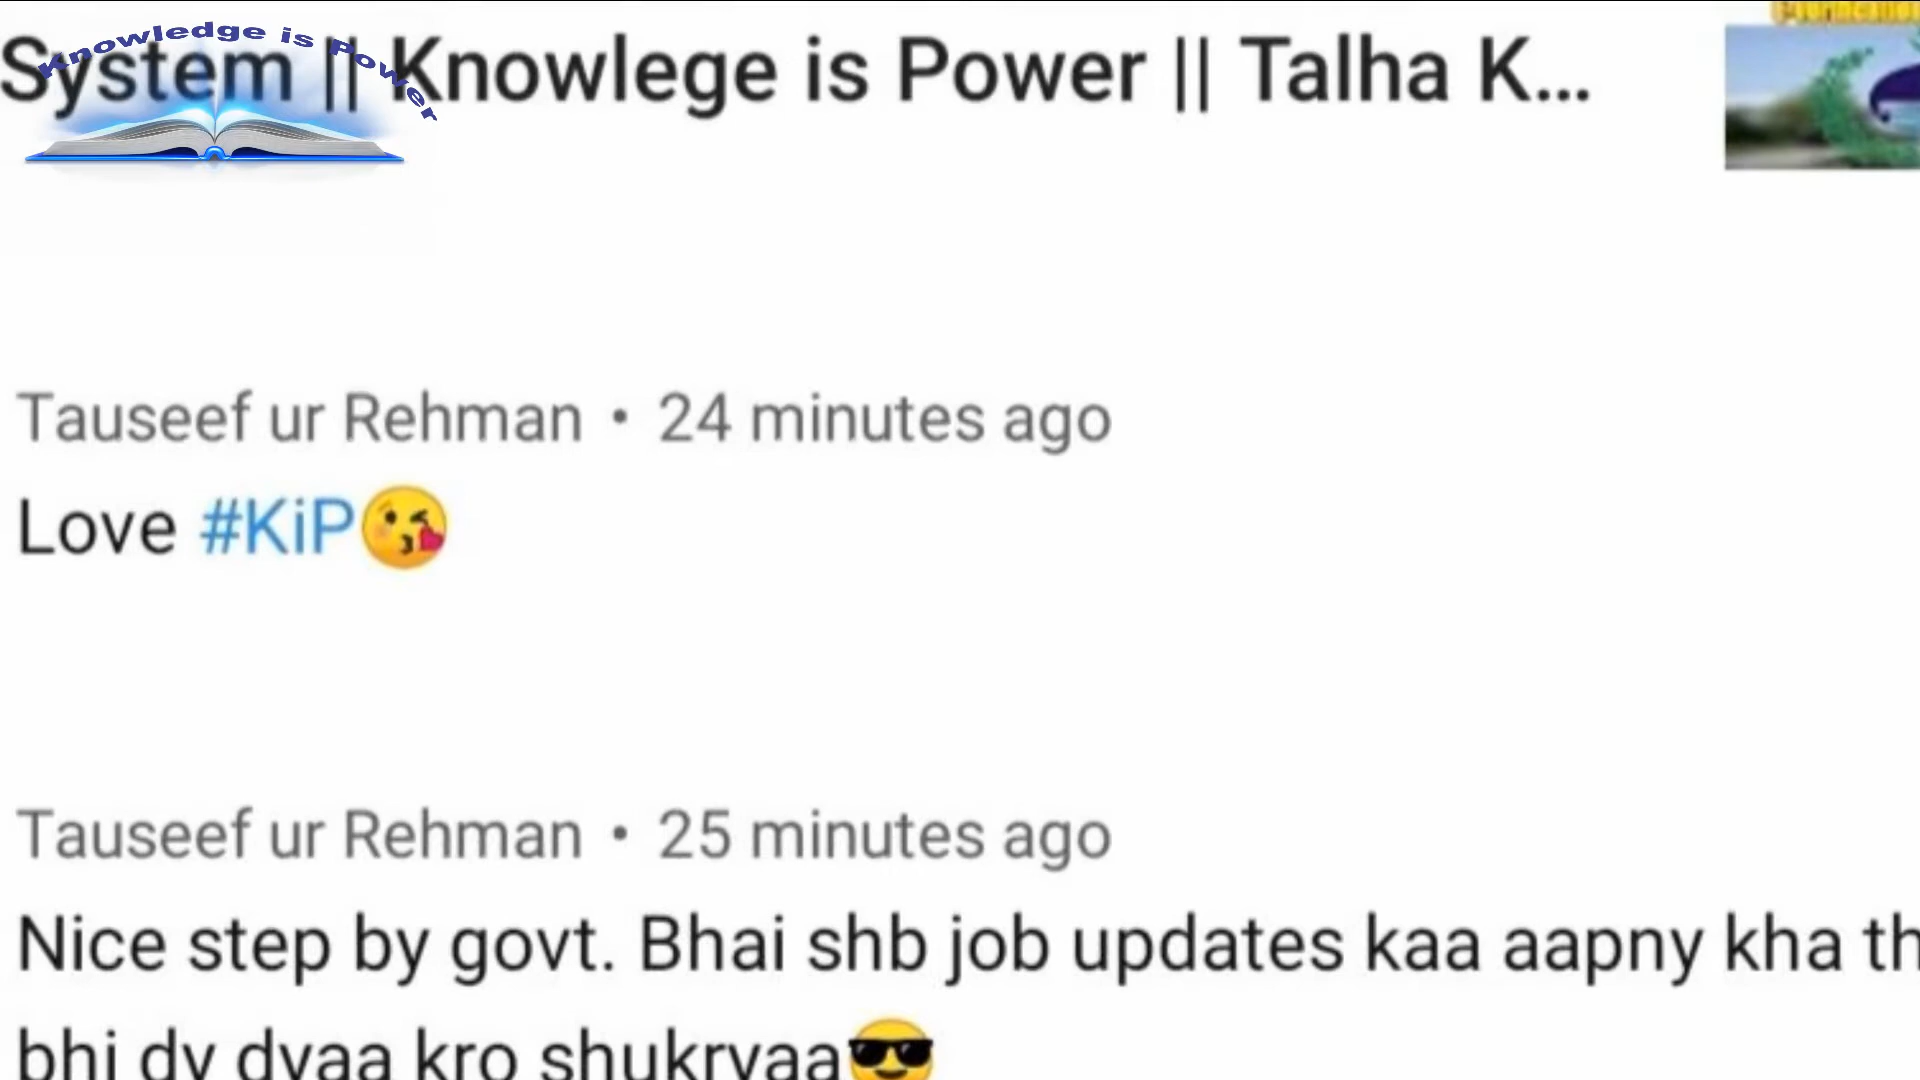 Knowledge is Power
System || Knowlege is Power || Talha K...
Tauseef ur Rehman • 24 minutes ago
Love #KiP😘
Tauseef ur Rehman • 25 minutes ago
Nice step by govt. Bhai shb job updates kaa aapny kha th
bhi dy dyaa kro shukryaa😎